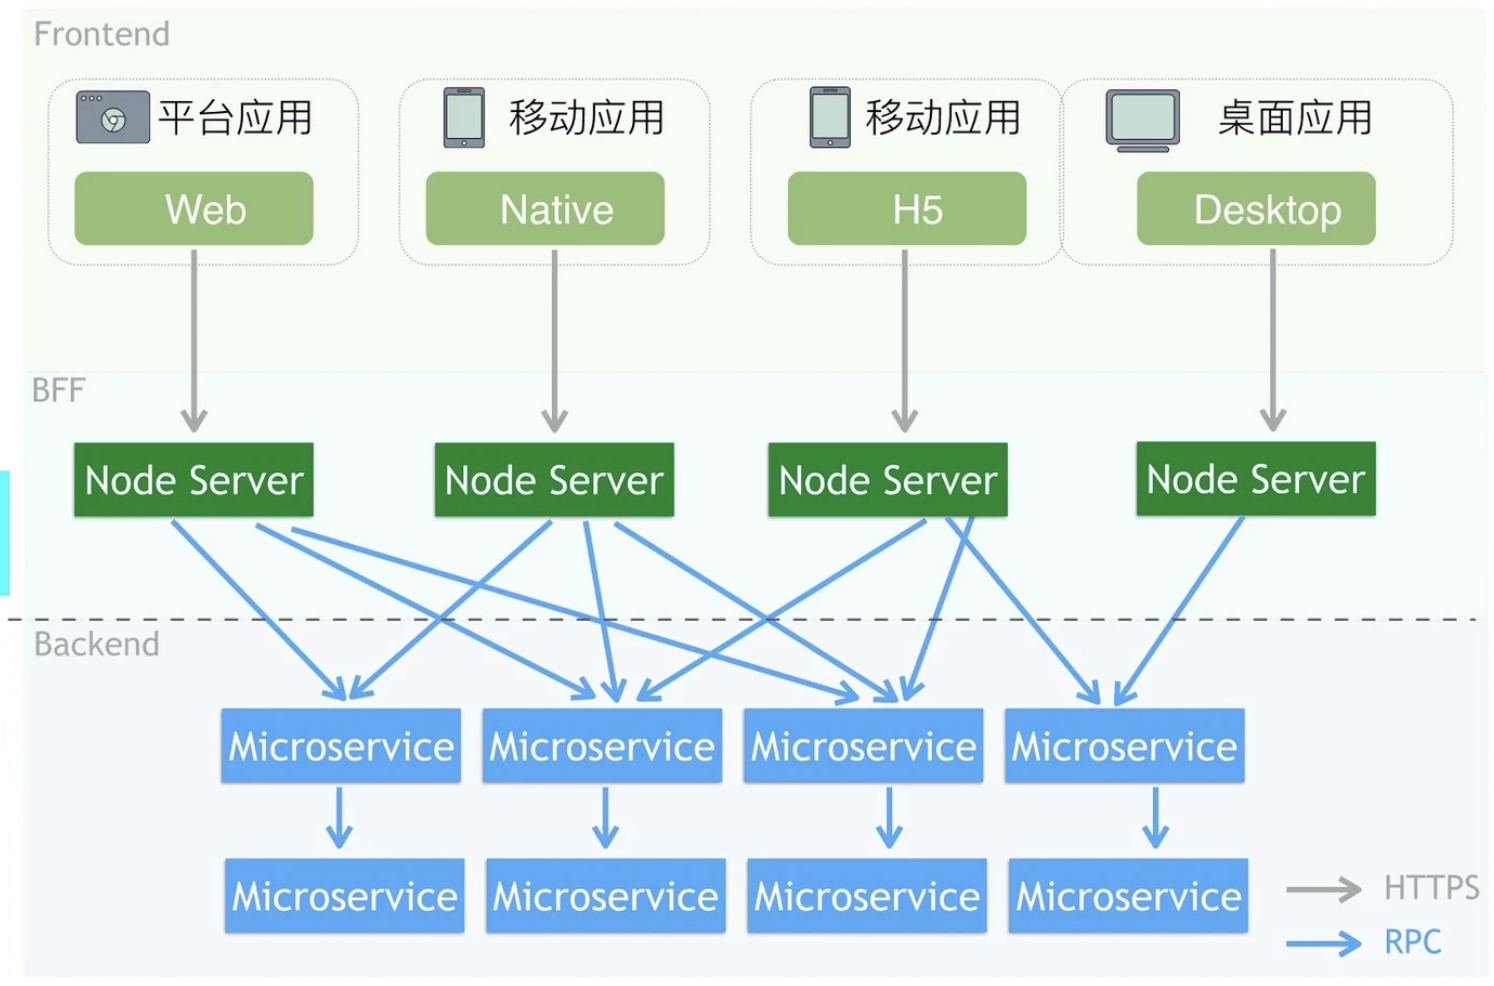 Frontend
平台应用
移动应用
移动应用
桌面应用
Web
Native
H5
Desktop
BFF
Node Server
Node Server
Node Server
Node Server
Backend
Microservice
Microservice
Microservice
Microservice
Microservice
Microservice
Microservice
Microservice
HTTPS
RPC